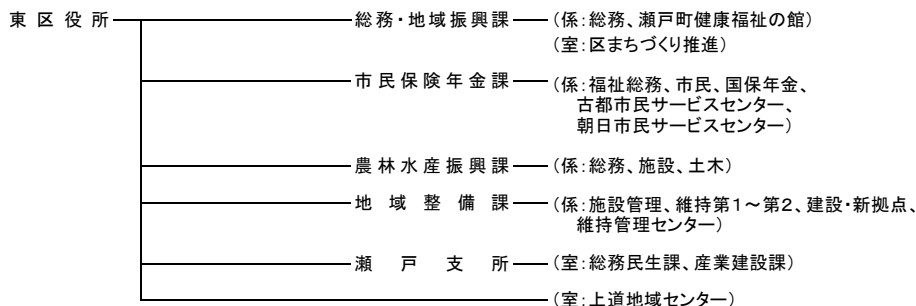 東区役所 総務・地域振興課 (係:総務、瀬戸町健康福祉の館)
(室:区まちづくり推進)
市民保険年金課 (係:福祉総務、市民、国保年金、
古都市民サービスセンター、
朝日市民サービスセンター)
農林水産振興課 (係:総務、施設、土木)
地域整備課 (係:施設管理、維持第1~第2、建設・新拠点、
維持管理センター)
瀬戸支所 (室:総務民生課、産業建設課)
(室:上道地域センター)